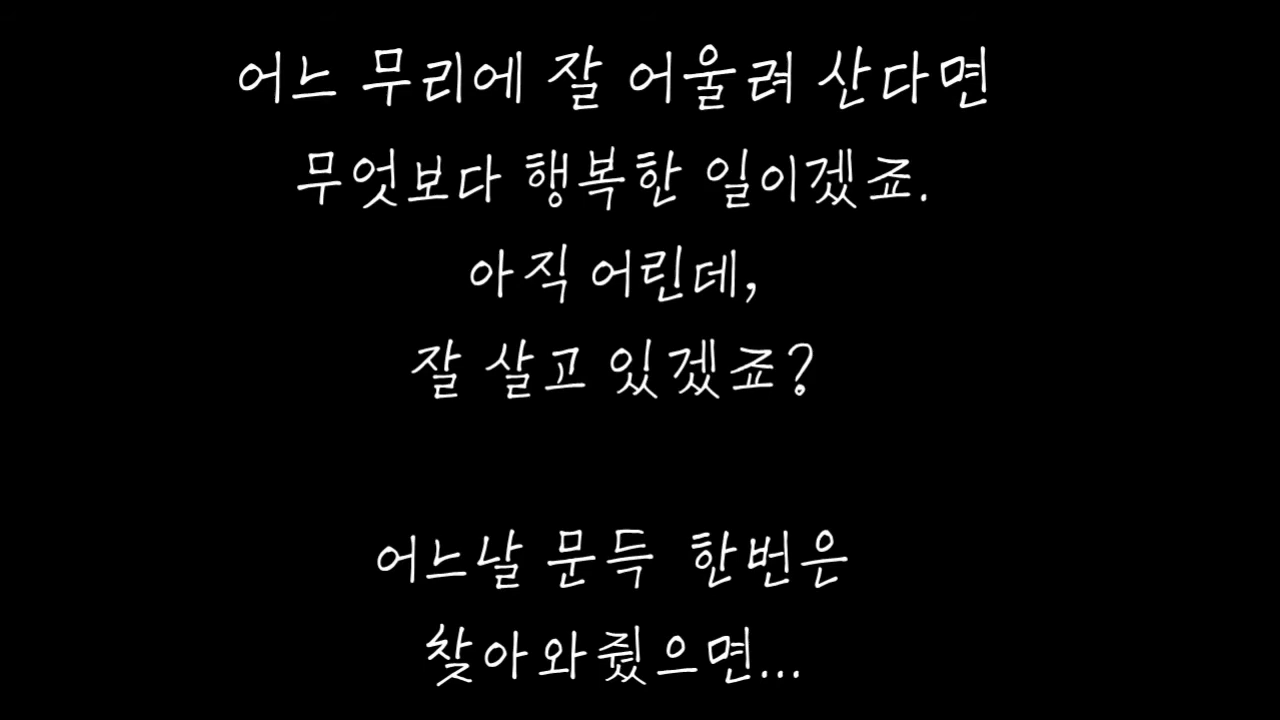 어느 무리에 잘 어울려 산다면
무엇보다 행복한 일이겠죠.
아직 어린데,
잘 살고 있겠죠?
어느날 문득 한번은
찾아와줬으면...